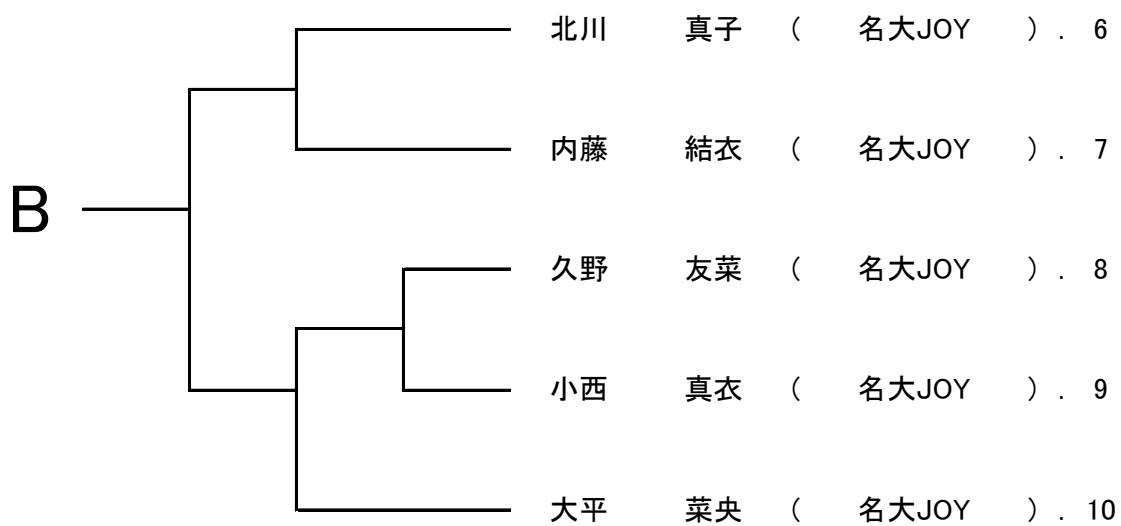 北川 真子 ( 名大JOY ) . 6
内藤 結衣 ( 名大JOY ) . 7
B
久野 友菜 ( 名大JOY ) . 8
小西 真衣 ( 名大JOY ) . 9
大平 菜央 ( 名大JOY ) . 10